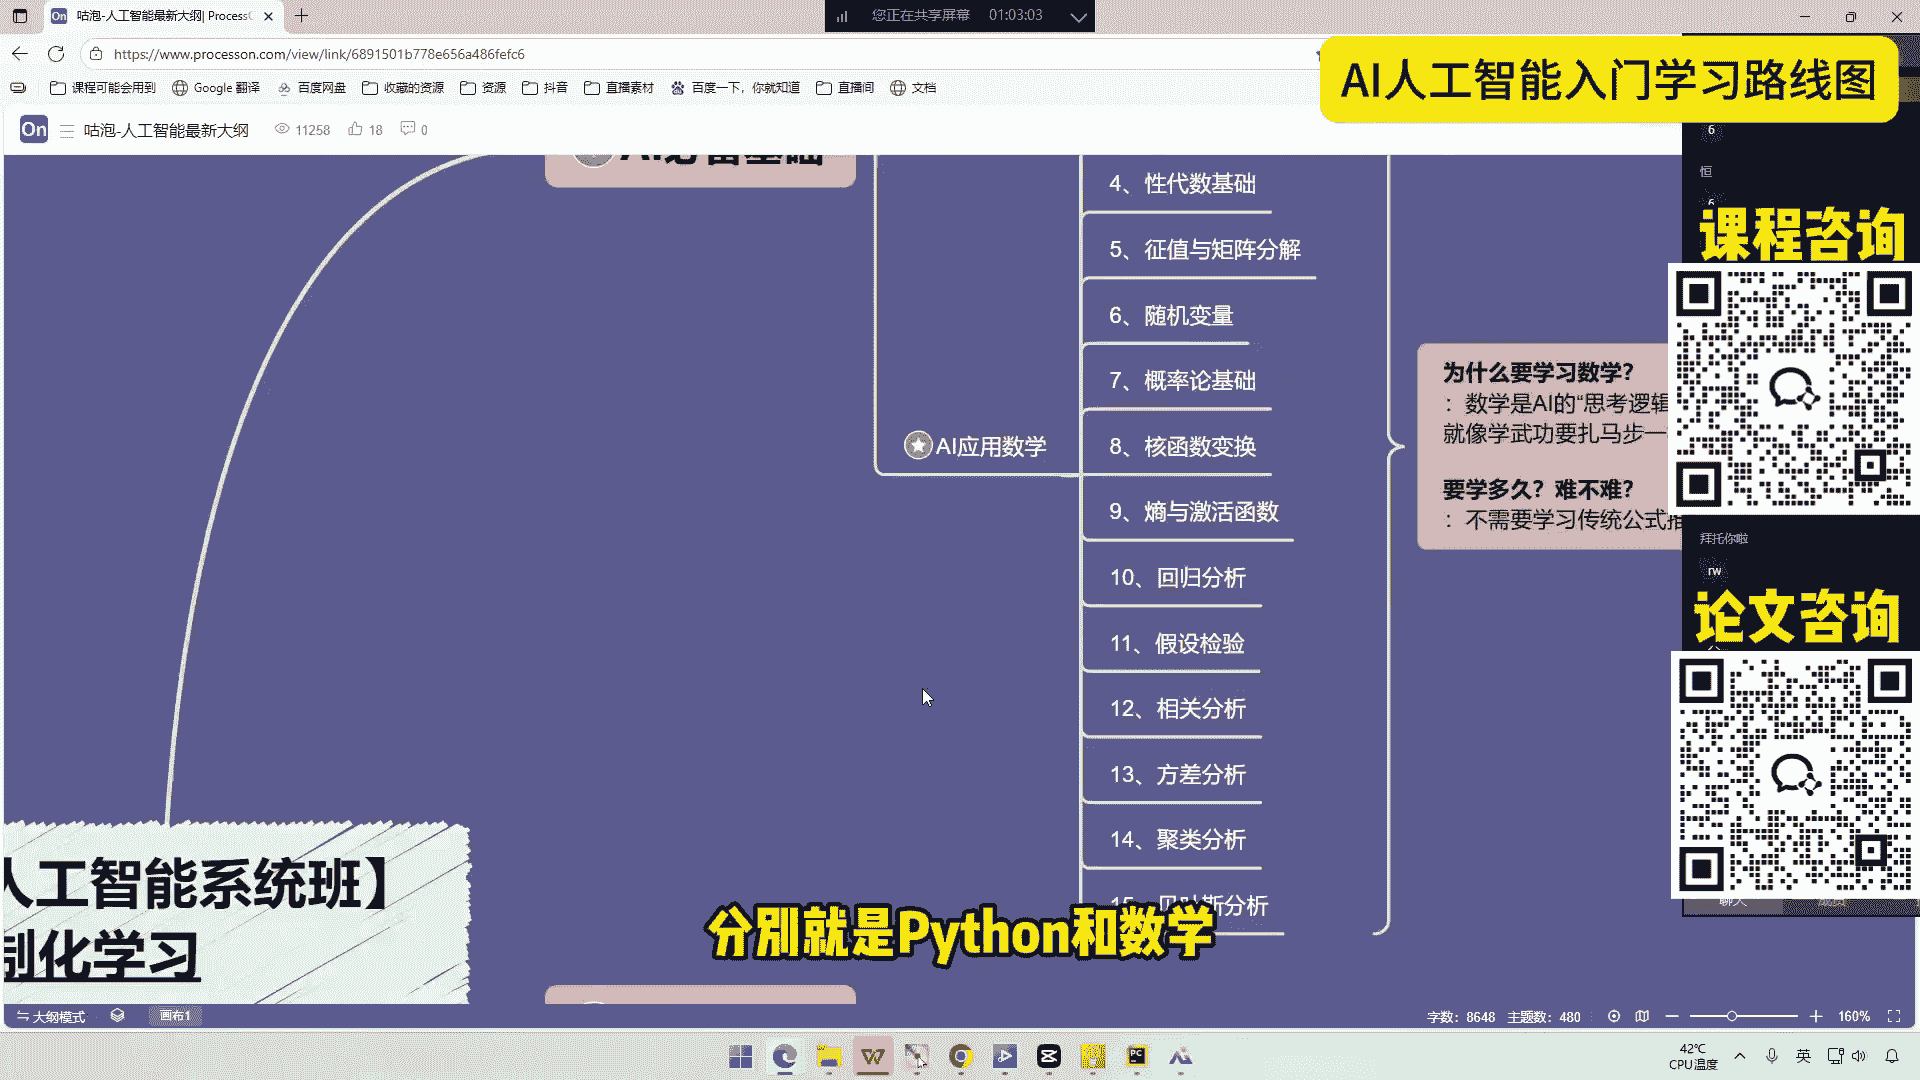 咕泡-人工智能最新大纲| Process
您正在共享屏幕 01:03:03
https://www.processon.com/view/link/6891501b778e656a486fefc6
课程可能会用到 Google 翻译 百度网盘 收藏的资源 资源 抖音 直播素材 百度一下，你就知道 直播间 文档
AI人工智能入门学习路线图
On 咕泡-人工智能最新大纲 11258 18 0
6
恒
6
课程咨询
4、性代数基础
5、征值与矩阵分解
6、随机变量
7、概率论基础
AI应用数学
8、核函数变换
9、熵与激活函数
10、回归分析
11、假设检验
12、相关分析
13、方差分析
14、聚类分析
为什么要学习数学？
：数学是AI的“思考逻辑
就像学武功要扎马步一
要学多久？难不难？
：不需要学习传统公式
拜托你啦
rw
论文咨询
人工智能系统班】
制化学习
分别就是Python和数学
大纲模式 画布1
字数：8648 主题数：480 160%
42℃
CPU温度
英